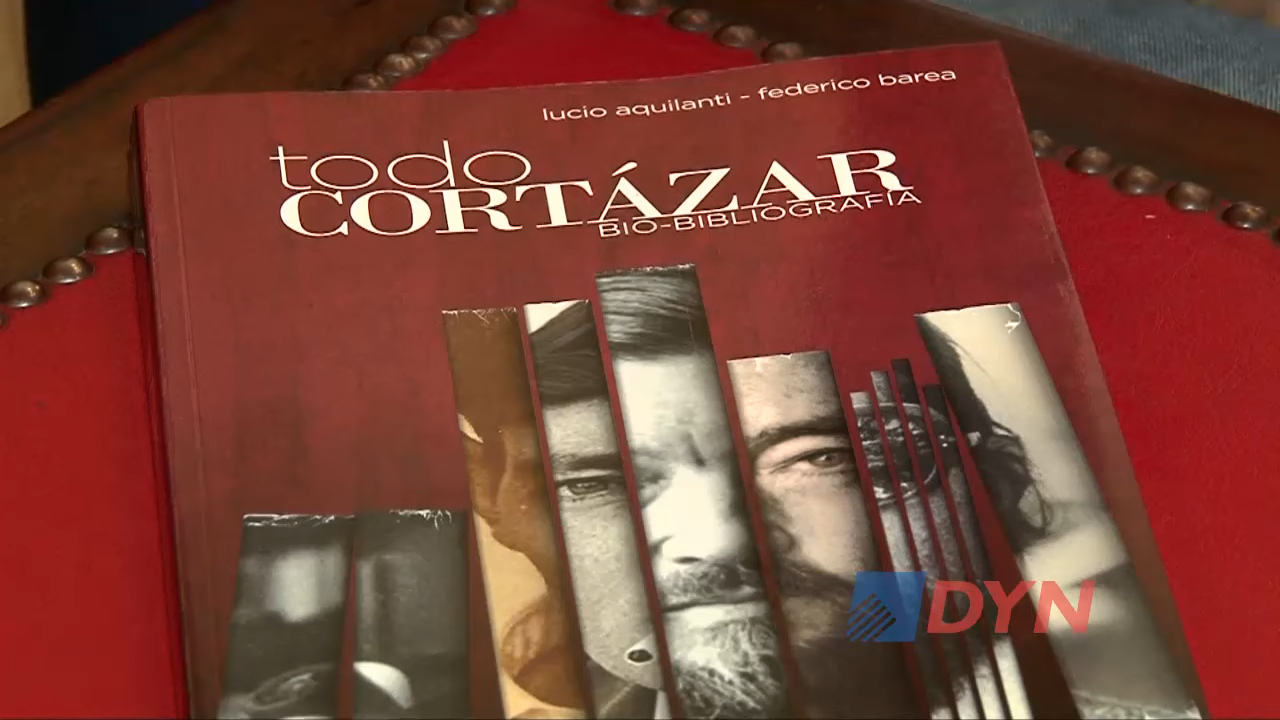 lucio aquilanti - federico barea
todo
CORTÁZAR
BIO-BIBLIOGRAFÍA
DYN